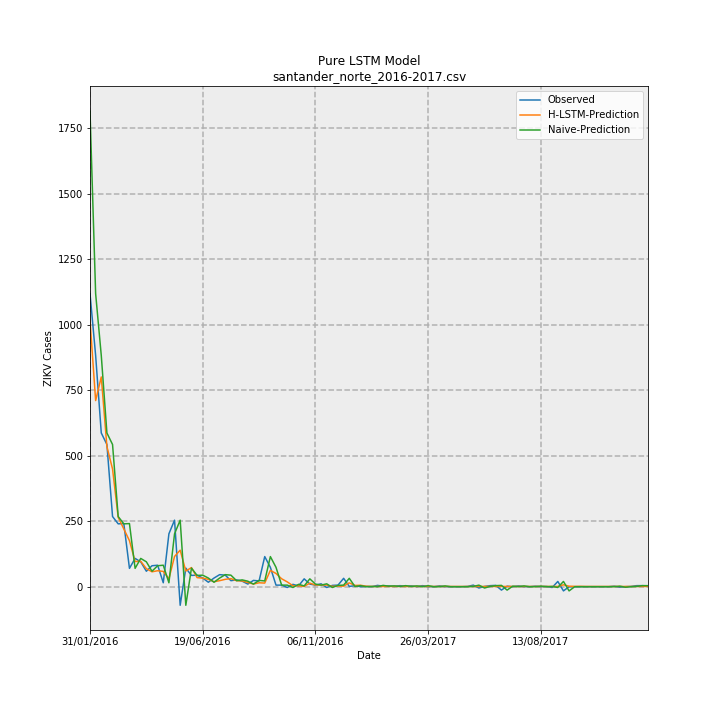 Pure LSTM Model
santander_norte_2016-2017.csv
Observed
H-LSTM-Prediction
Naive-Prediction
ZIKV Cases
1750
1500
1250
1000
750
500
250
0
31/01/2016
19/06/2016
06/11/2016
26/03/2017
13/08/2017
Date